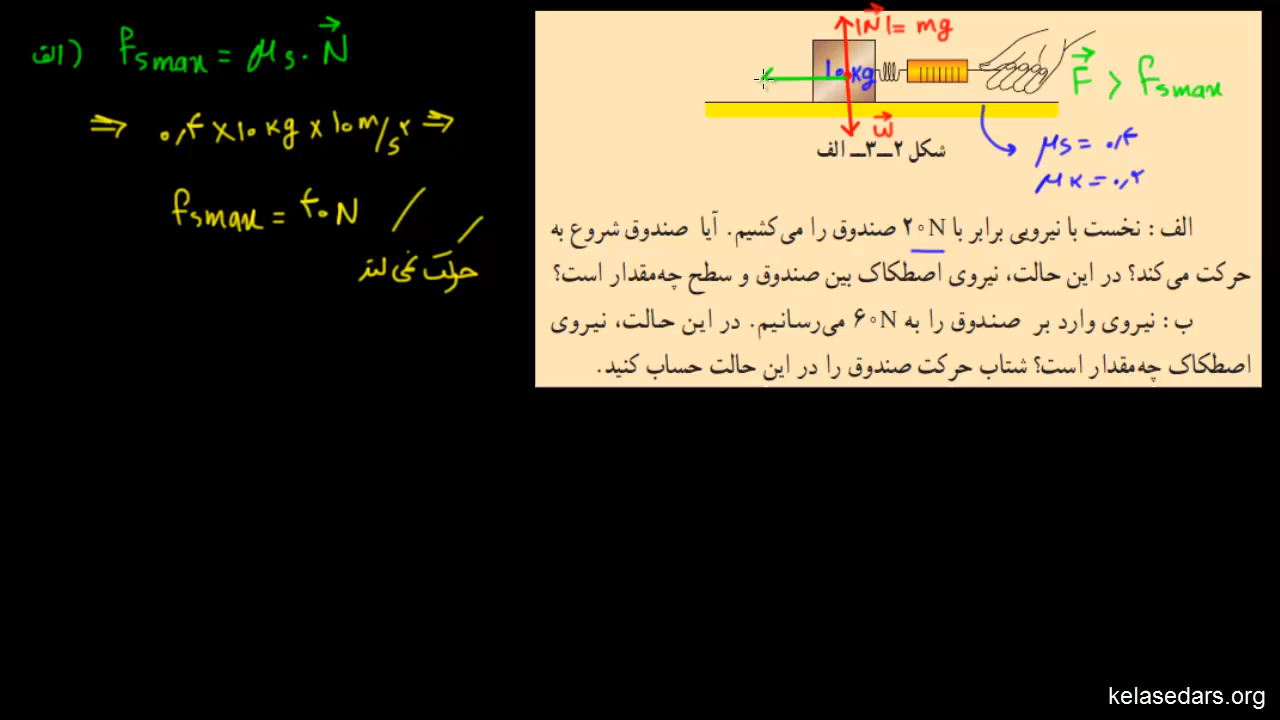 الف) fsmax = μs . N
⇒ ۰٫۴ × ۱۰ kg × ۱۰ m/s² ⇒
fsmax = ۴۰ N
حرکت نمی کند
|N| = mg
۱۰ kg
F > fsmax
W
μs = ۰٫۴
μk = ۰٫۲
شکل ۲ــ۳ــ الف
الف : نخست با نیرویی برابر با ۲۰N صندوق را می‌کشیم. آیا صندوق شروع به
حرکت می‌کند؟ در این حالت، نیروی اصطکاک بین صندوق و سطح چه‌مقدار است؟
ب : نیروی وارد بر صندوق را به ۶۰N می‌رسانیم. در این حالت، نیروی
اصطکاک چه‌مقدار است؟ شتاب حرکت صندوق را در این حالت حساب کنید.
kelasedars.org